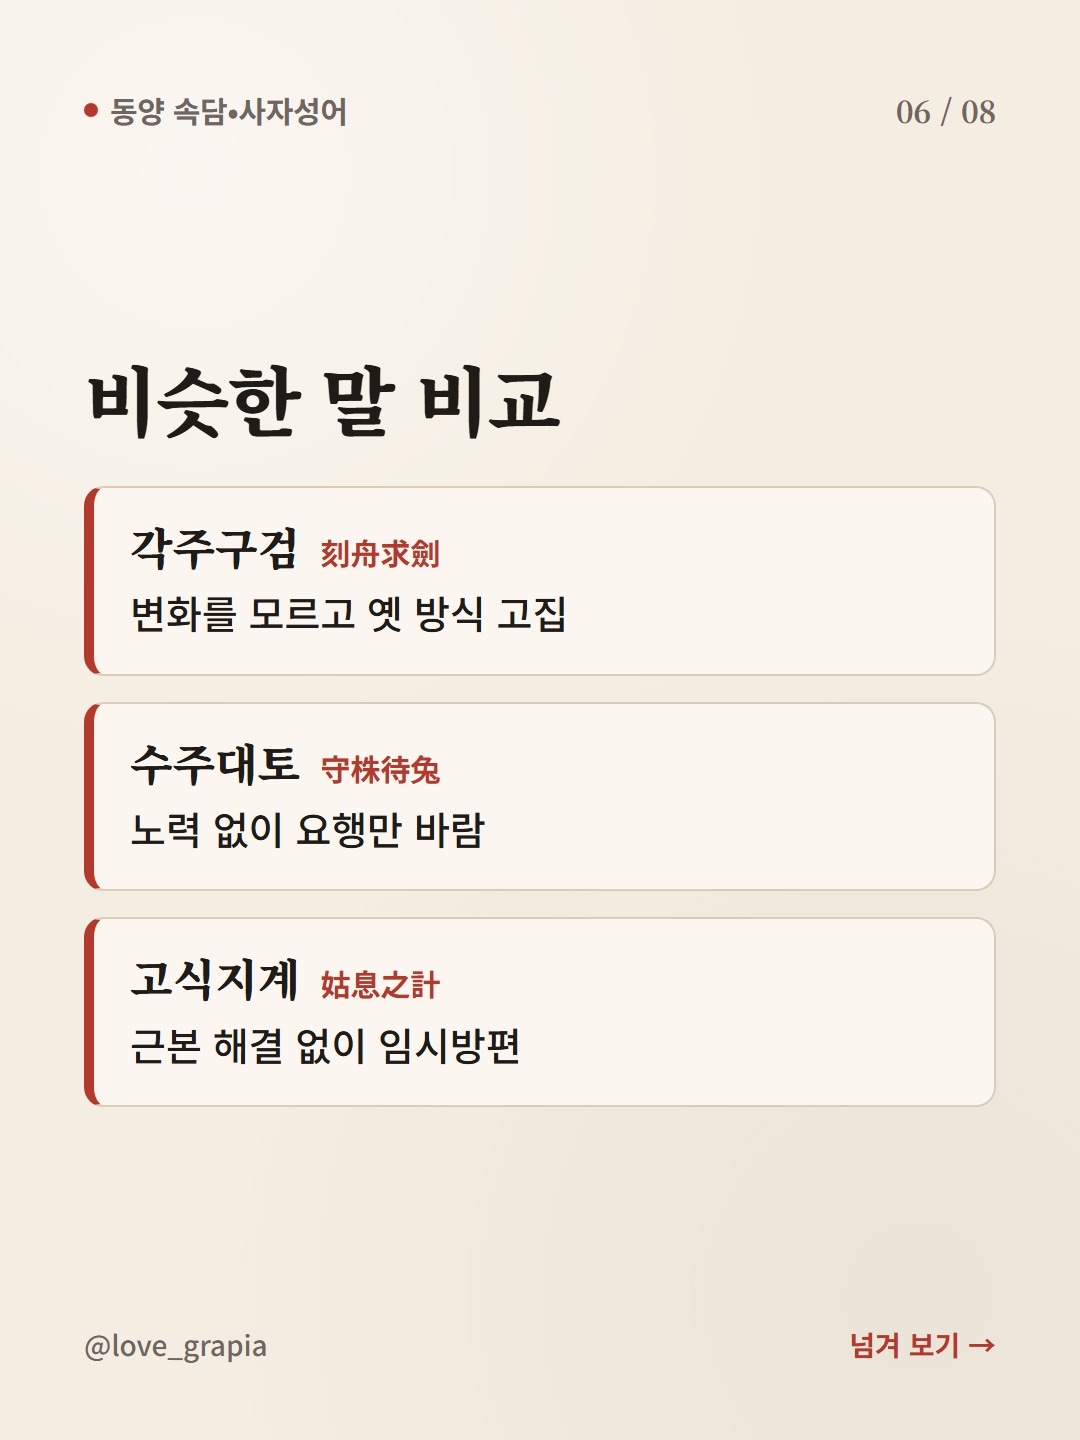 동양 속담•사자성어
06 / 08
비슷한 말 비교
각주구검 刻舟求劍
변화를 모르고 옛 방식 고집
수주대토 守株待兔
노력 없이 요행만 바람
고식지계 姑息之計
근본 해결 없이 임시방편
@love_grapia
넘겨 보기 →